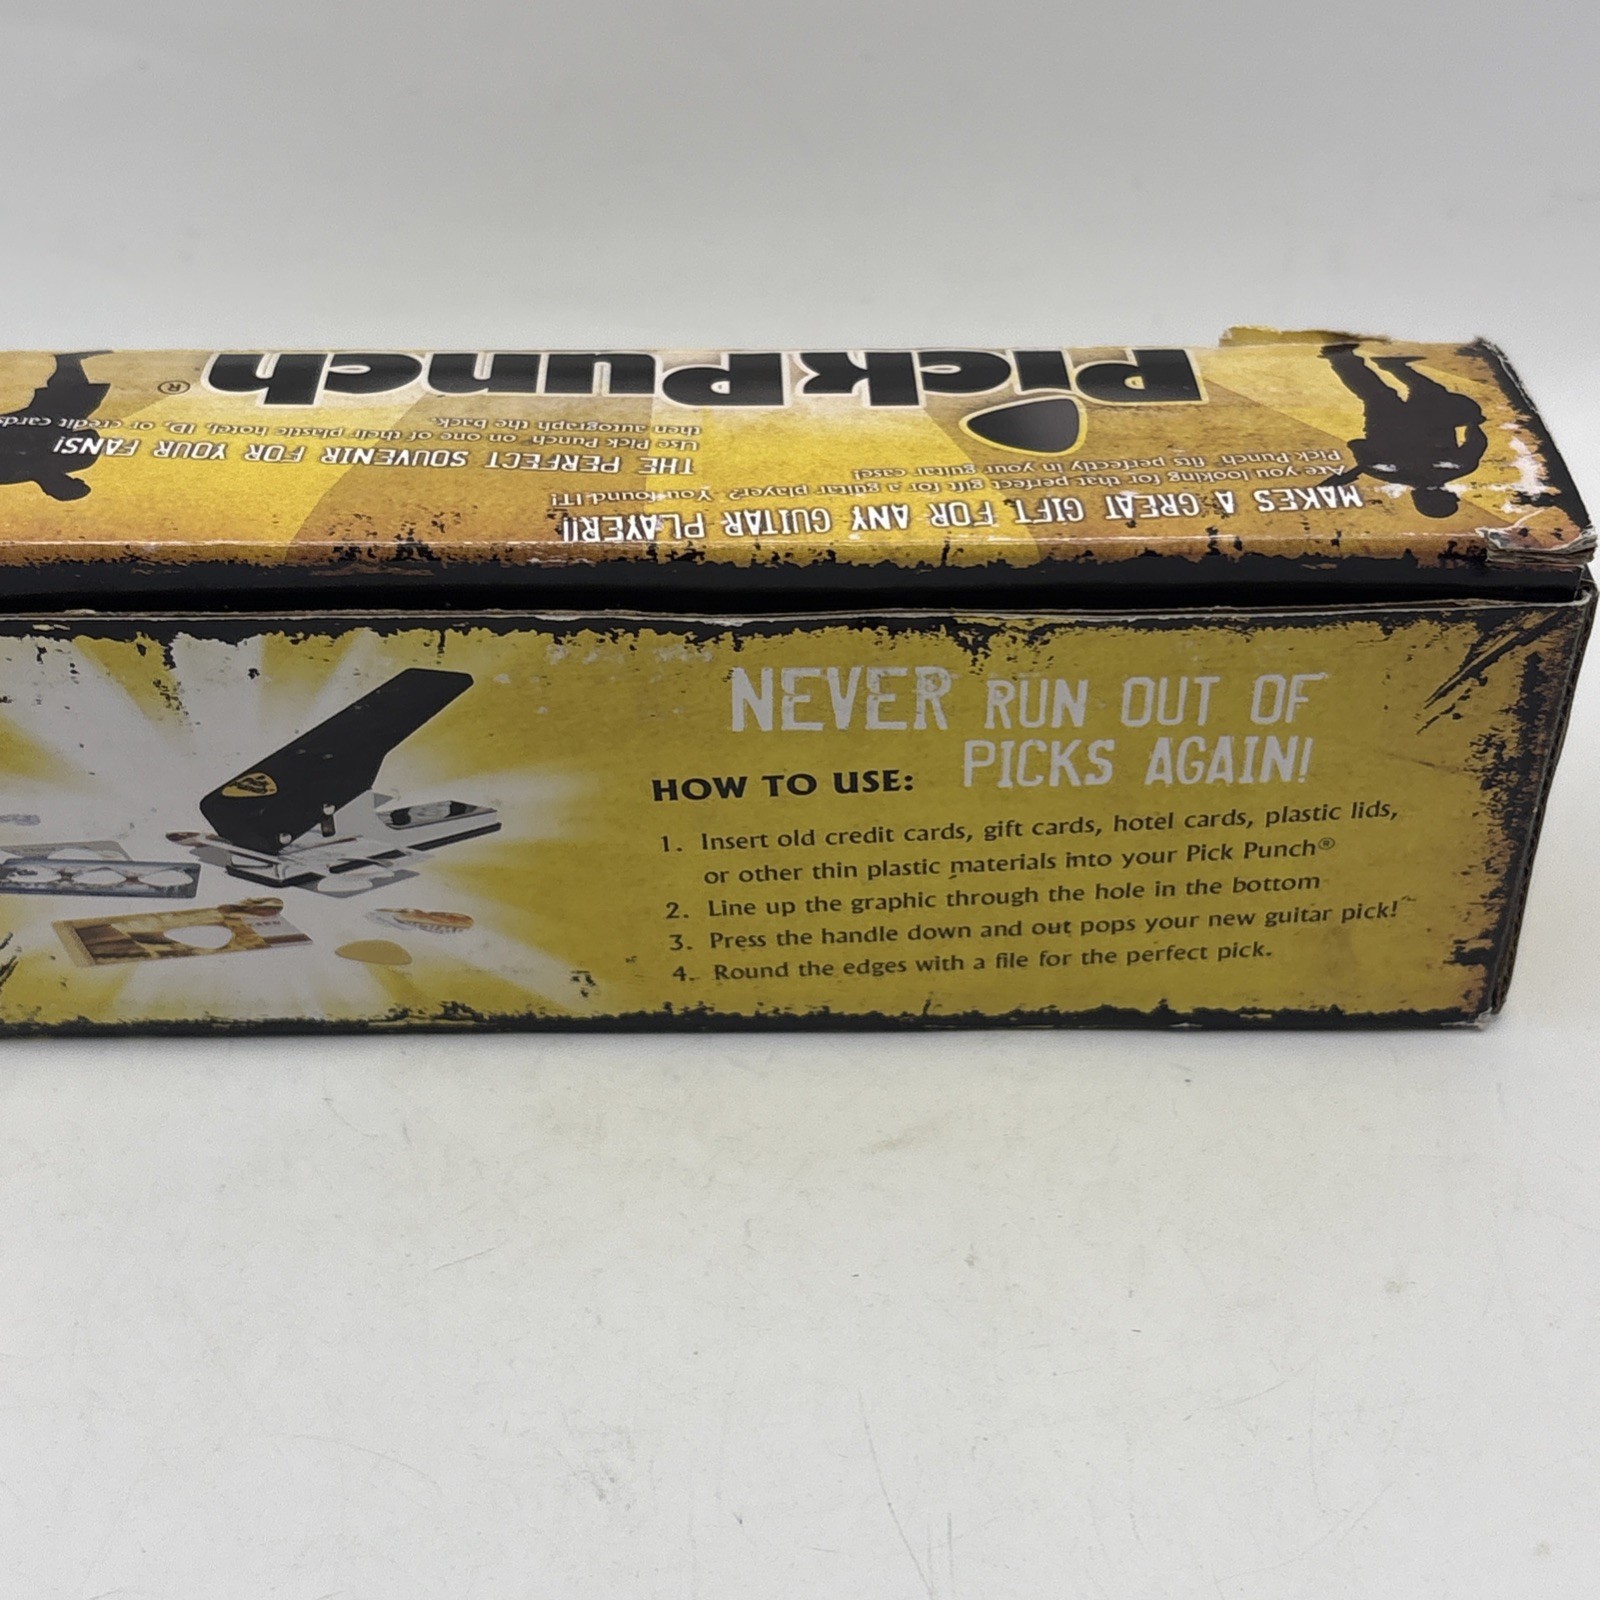 PickPunch®
Use Pick Punch® on one of their plastic hotel, ID, or credit cards
then autograph the back.
THE PERFECT SOUVENIR FOR YOUR FANS!
Pick Punch® fits perfectly in your guitar case!
Are you looking for that perfect gift for a guitar player? You found IT!
MAKES A GREAT GIFT FOR ANY GUITAR PLAYER!!
NEVER RUN OUT OF
PICKS AGAIN!
HOW TO USE:
1. Insert old credit cards, gift cards, hotel cards, plastic lids,
or other thin plastic materials into your Pick Punch®
2. Line up the graphic through the hole in the bottom
3. Press the handle down and out pops your new guitar pick!
4. Round the edges with a file for the perfect pick.